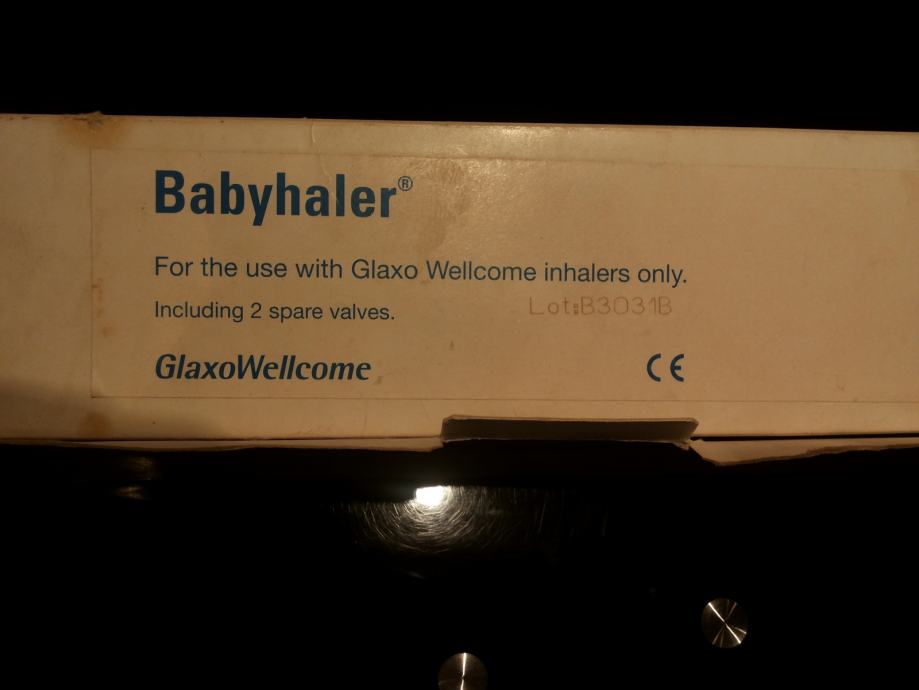 Babyhaler®
For the use with Glaxo Wellcome inhalers only.
Including 2 spare valves.
Lot:B3031B
GlaxoWellcome
CE